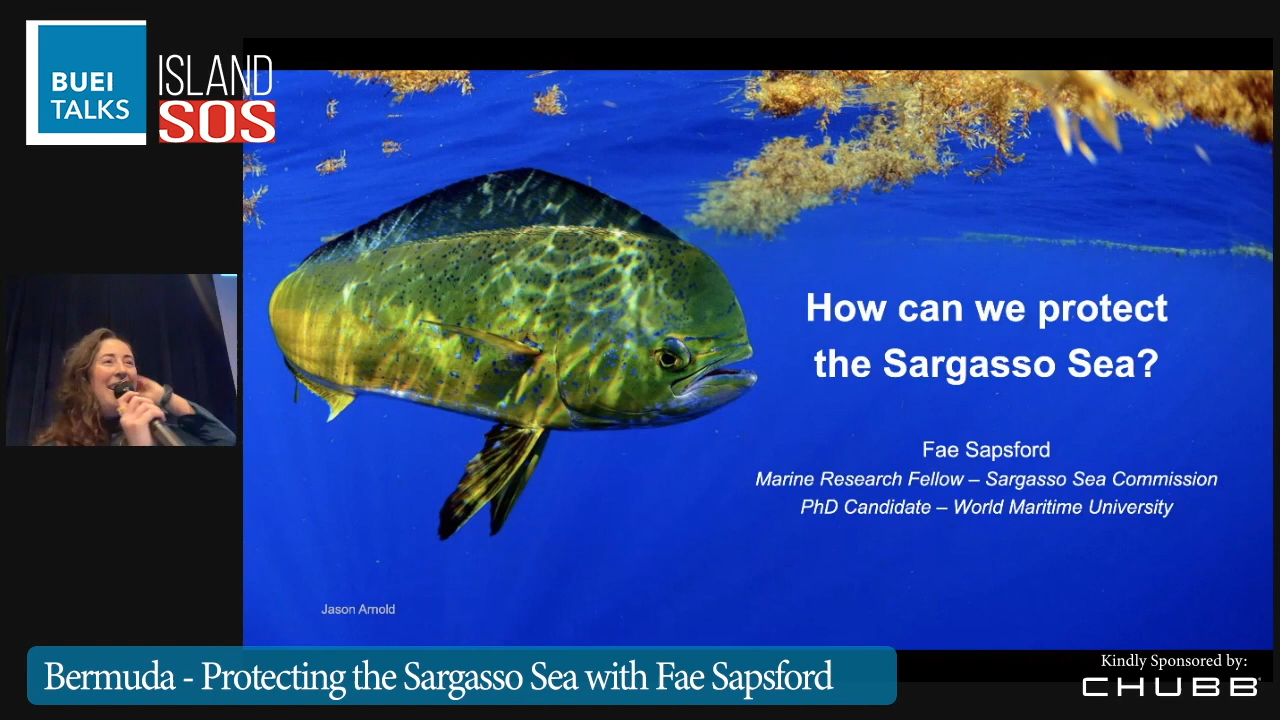 BUEI
TALKS
ISLAND
SOS
How can we protect
the Sargasso Sea?
Fae Sapsford
Marine Research Fellow – Sargasso Sea Commission
PhD Candidate – World Maritime University
Jason Arnold
Bermuda - Protecting the Sargasso Sea with Fae Sapsford
Kindly Sponsored by:
CHUBB